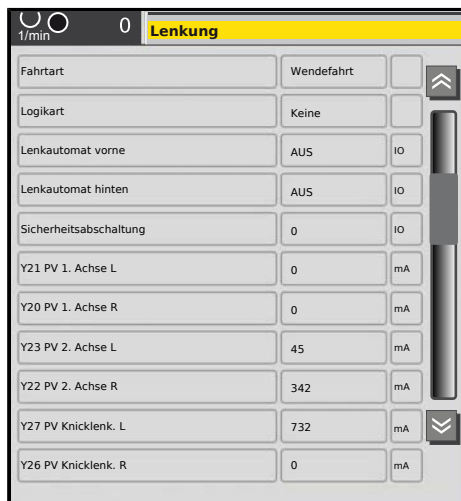 1/min 0 Lenkung
Fahrtart Wendefahrt
Logikart Keine
Lenkautomat vorne AUS IO
Lenkautomat hinten AUS IO
Sicherheitsabschaltung 0 IO
Y21 PV 1. Achse L 0 mA
Y20 PV 1. Achse R 0 mA
Y23 PV 2. Achse L 45 mA
Y22 PV 2. Achse R 342 mA
Y27 PV Knicklenk. L 732 mA
Y26 PV Knicklenk. R 0 mA